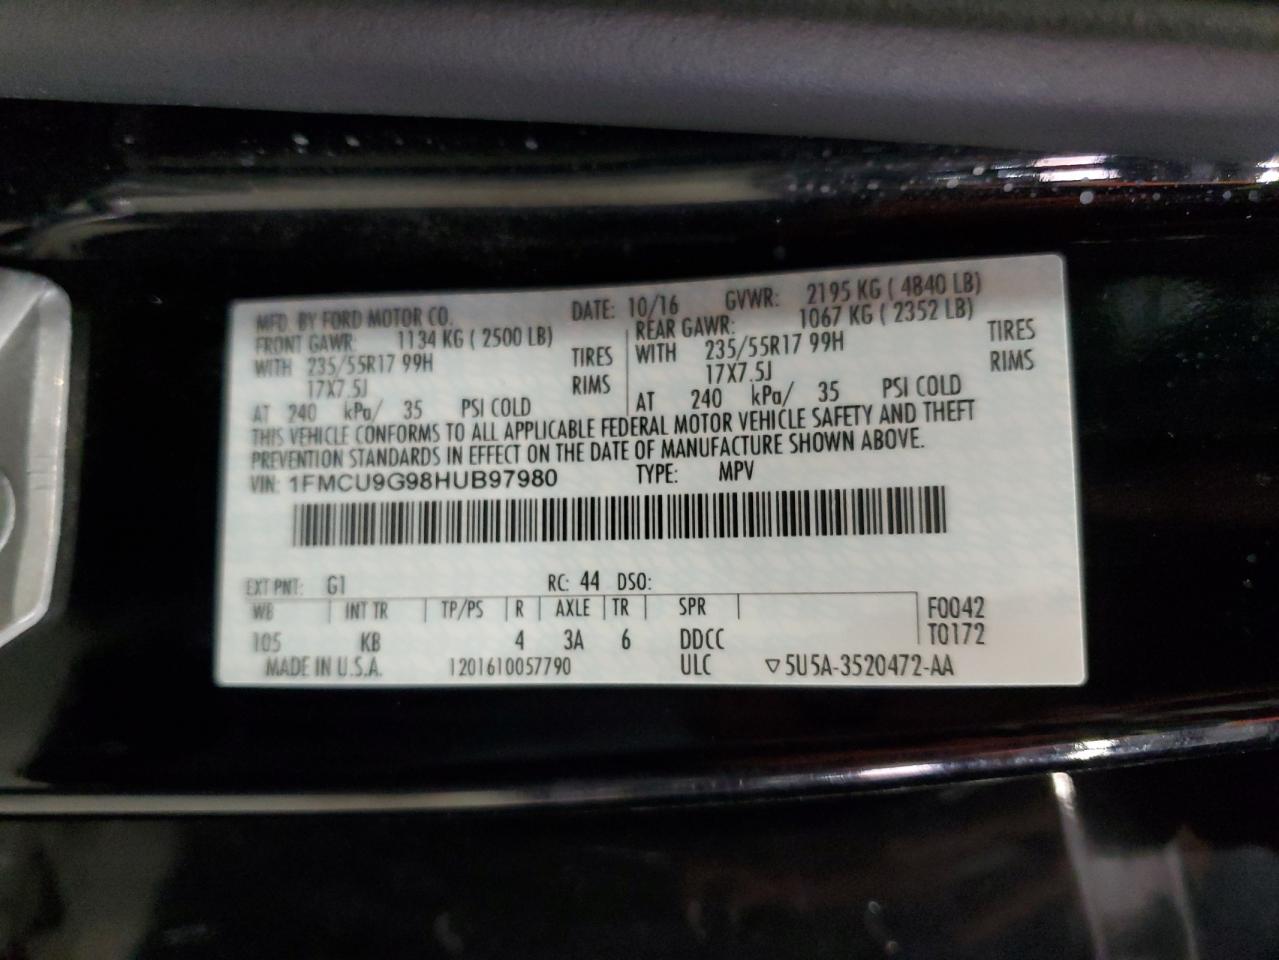 MFD. BY FORD MOTOR CO. DATE: 10/16 GVWR: 2195 KG ( 4840 LB)
FRONT GAWR: 1134 KG ( 2500 LB) REAR GAWR: 1067 KG ( 2352 LB)
WITH 235/55R17 99H TIRES WITH 235/55R17 99H TIRES
17X7.5J RIMS 17X7.5J RIMS
AT 240 kPa/ 35 PSI COLD AT 240 kPa/ 35 PSI COLD
THIS VEHICLE CONFORMS TO ALL APPLICABLE FEDERAL MOTOR VEHICLE SAFETY AND THEFT
PREVENTION STANDARDS IN EFFECT ON THE DATE OF MANUFACTURE SHOWN ABOVE.
VIN: 1FMCU9G98HUB97980 TYPE: MPV
EXT PNT: G1 RC: 44 DSO:
WB INT TR TP/PS R AXLE TR SPR F0042
105 KB 4 3A 6 DDCC T0172
MADE IN U.S.A. 1201610057790 ULC ▽5U5A-3520472-AA